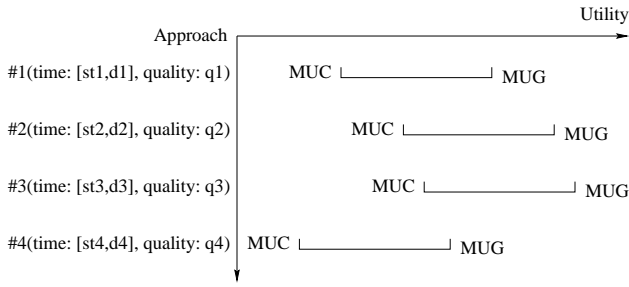 Utility
Approach
#1(time: [st1,d1], quality: q1) MUC MUG
#2(time: [st2,d2], quality: q2) MUC MUG
#3(time: [st3,d3], quality: q3) MUC MUG
#4(time: [st4,d4], quality: q4) MUC MUG